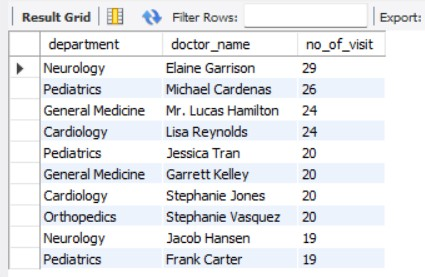 Result Grid Filter Rows: Export:
department doctor_name no_of_visit
Neurology Elaine Garrison 29
Pediatrics Michael Cardenas 26
General Medicine Mr. Lucas Hamilton 24
Cardiology Lisa Reynolds 24
Pediatrics Jessica Tran 20
General Medicine Garrett Kelley 20
Cardiology Stephanie Jones 20
Orthopedics Stephanie Vasquez 20
Neurology Jacob Hansen 19
Pediatrics Frank Carter 19